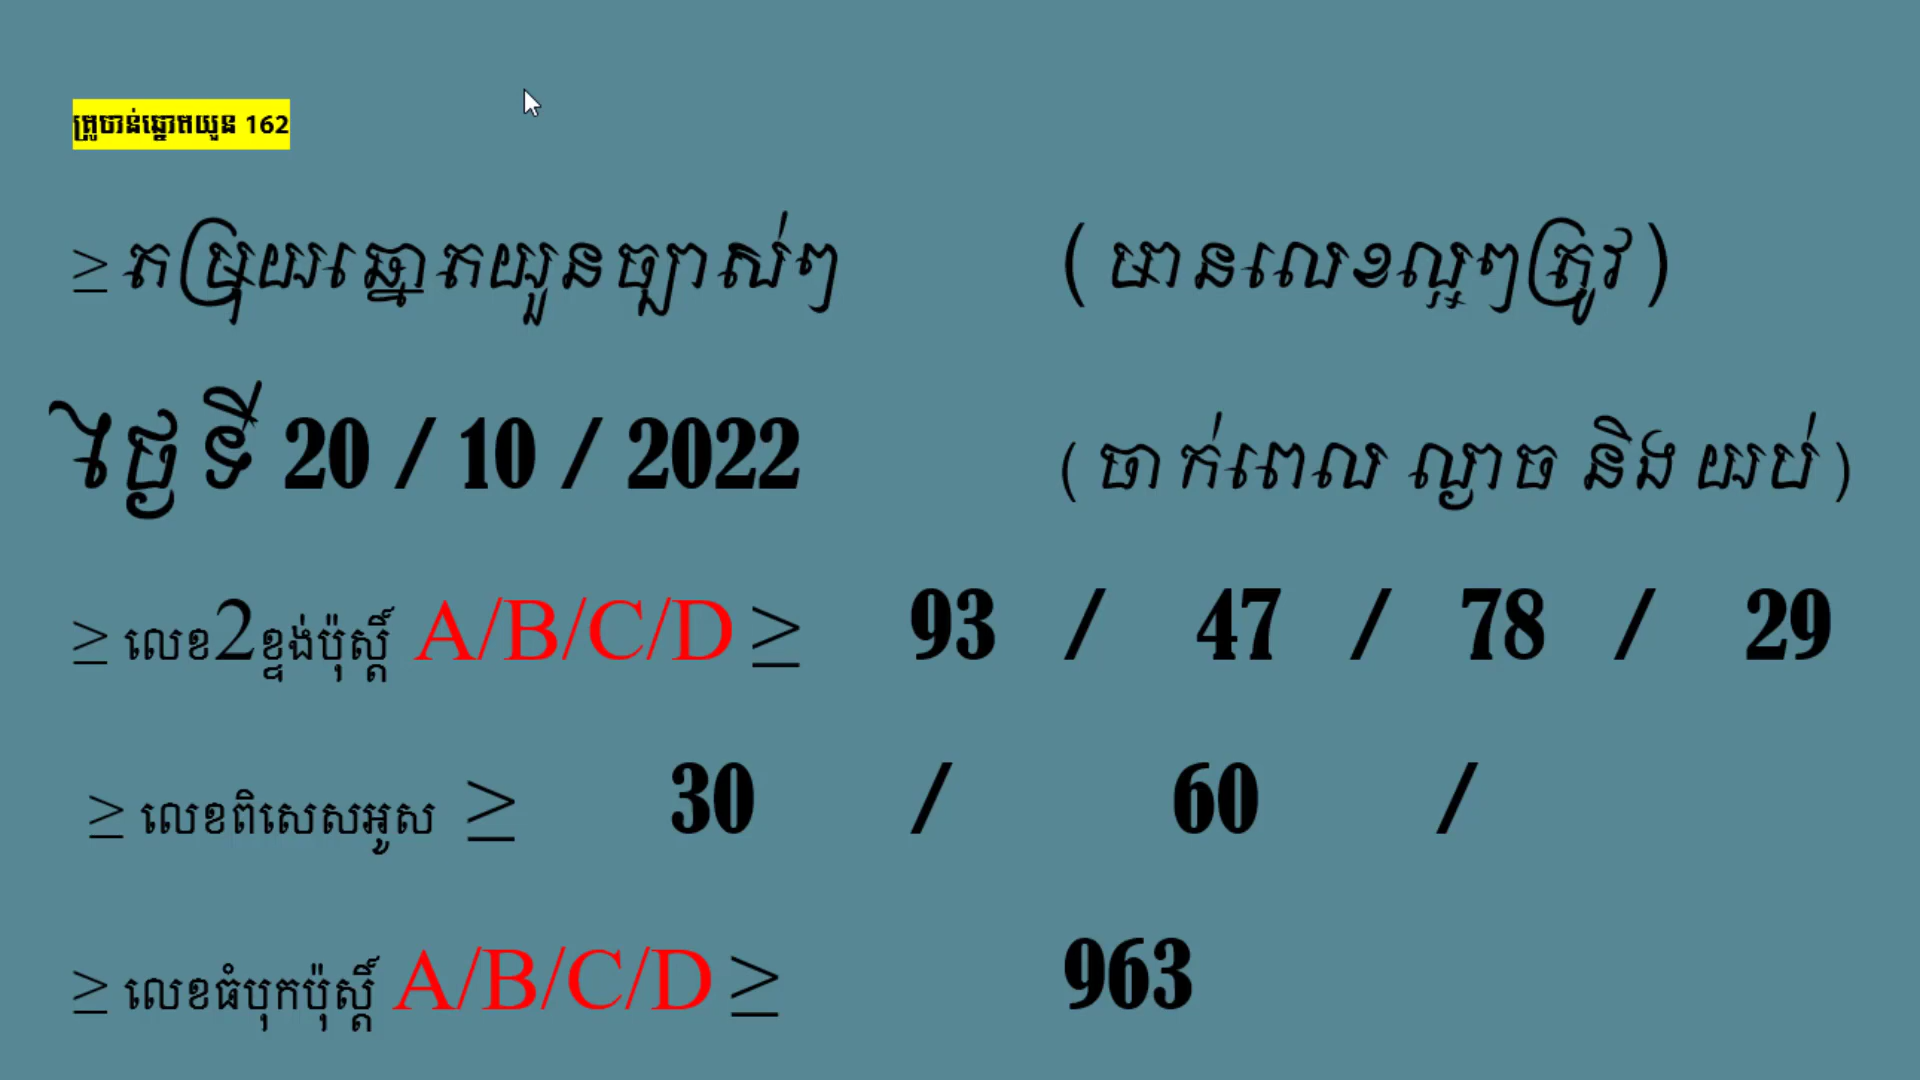 គ្រូចាន់ឆ្នោតយួន 162
≥ តម្រុយឆ្នោតយួនច្បាស់ៗ ( មានលេខល្អៗត្រូវ )
ថ្ងៃទី 20 / 10 / 2022 ( ចាក់ពេល ល្ងាច និង យប់ )
≥ លេខ2ខ្ទង់ប៉ុស្តិ៍ A/B/C/D ≥ 93 / 47 / 78 / 29
≥ លេខពិសេសអូស ≥ 30 / 60 /
≥ លេខធំបុកប៉ុស្តិ៍ A/B/C/D ≥ 963